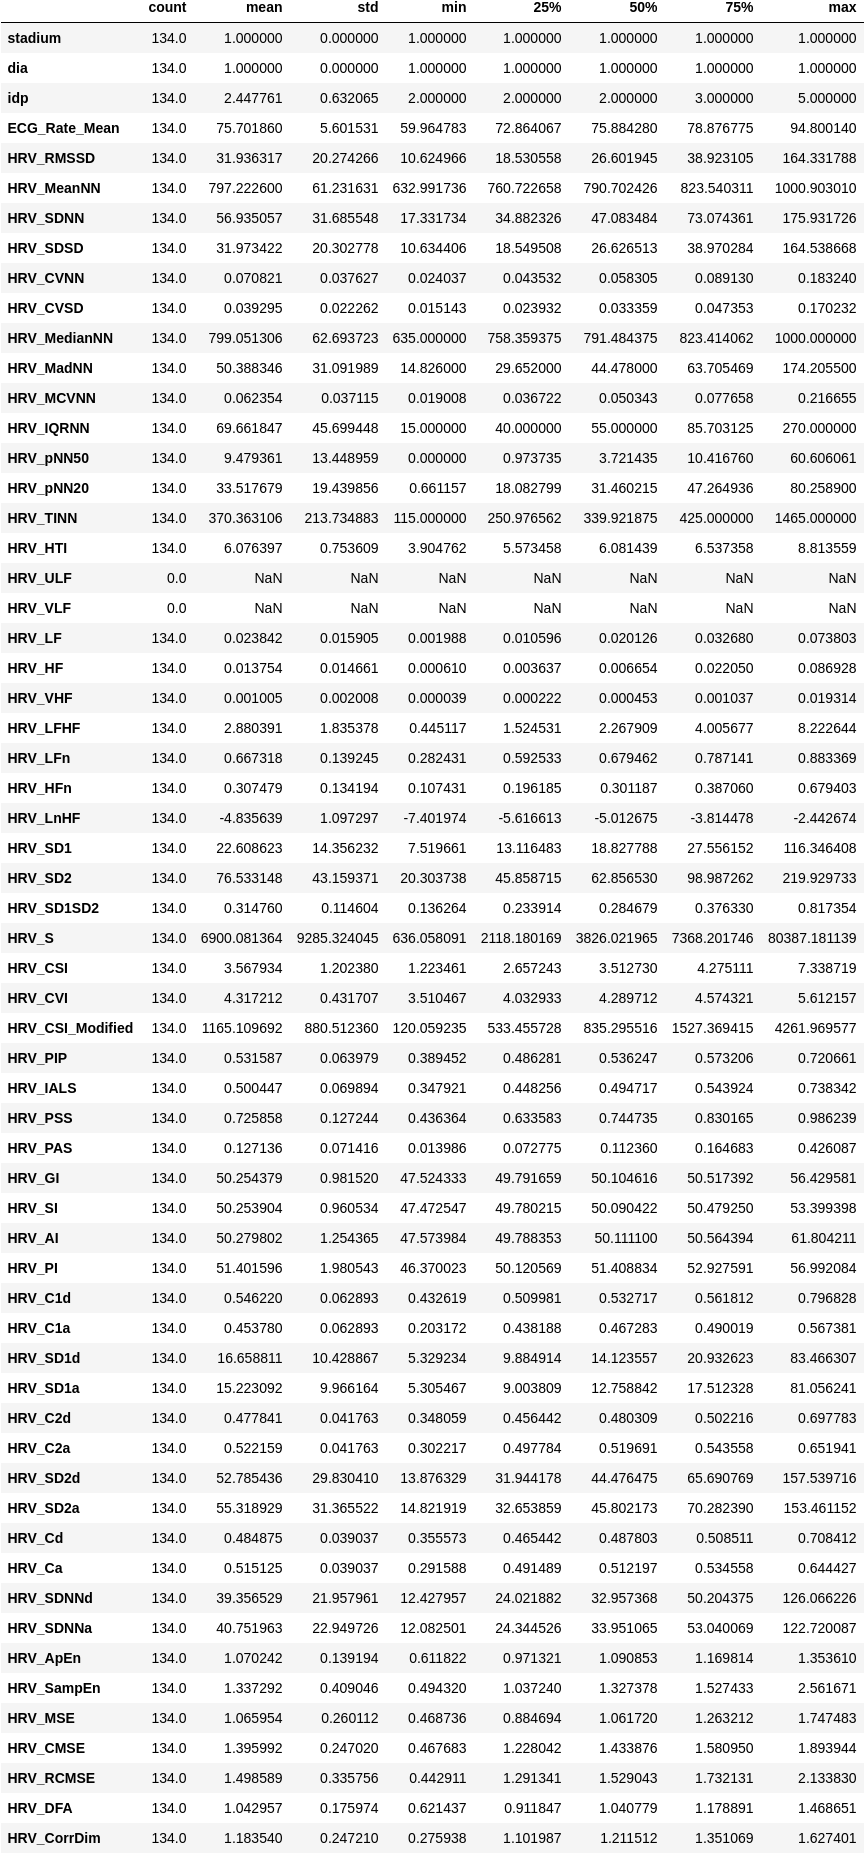 count mean std min 25% 50% 75% max
stadium 134.0 1.000000 0.000000 1.000000 1.000000 1.000000 1.000000 1.000000
dia 134.0 1.000000 0.000000 1.000000 1.000000 1.000000 1.000000 1.000000
idp 134.0 2.447761 0.632065 2.000000 2.000000 2.000000 3.000000 5.000000
ECG_Rate_Mean 134.0 75.701860 5.601531 59.964783 72.864067 75.884280 78.876775 94.800140
HRV_RMSSD 134.0 31.936317 20.274266 10.624966 18.530558 26.601945 38.923105 164.331788
HRV_MeanNN 134.0 797.222600 61.231631 632.991736 760.722658 790.702426 823.540311 1000.903010
HRV_SDNN 134.0 56.935057 31.685548 17.331734 34.882326 47.083484 73.074361 175.931726
HRV_SDSD 134.0 31.973422 20.302778 10.634406 18.549508 26.626513 38.970284 164.538668
HRV_CVNN 134.0 0.070821 0.037627 0.024037 0.043532 0.058305 0.089130 0.183240
HRV_CVSD 134.0 0.039295 0.022262 0.015143 0.023932 0.033359 0.047353 0.170232
HRV_MedianNN 134.0 799.051306 62.693723 635.000000 758.359375 791.484375 823.414062 1000.000000
HRV_MadNN 134.0 50.388346 31.091989 14.826000 29.652000 44.478000 63.705469 174.205500
HRV_MCVNN 134.0 0.062354 0.037115 0.019008 0.036722 0.050343 0.077658 0.216655
HRV_IQRNN 134.0 69.661847 45.699448 15.000000 40.000000 55.000000 85.703125 270.000000
HRV_pNN50 134.0 9.479361 13.448959 0.000000 0.973735 3.721435 10.416760 60.606061
HRV_pNN20 134.0 33.517679 19.439856 0.661157 18.082799 31.460215 47.264936 80.258900
HRV_TINN 134.0 370.363106 213.734883 115.000000 250.976562 339.921875 425.000000 1465.000000
HRV_HTI 134.0 6.076397 0.753609 3.904762 5.573458 6.081439 6.537358 8.813559
HRV_ULF 0.0 NaN NaN NaN NaN NaN NaN NaN
HRV_VLF 0.0 NaN NaN NaN NaN NaN NaN NaN
HRV_LF 134.0 0.023842 0.015905 0.001988 0.010596 0.020126 0.032680 0.073803
HRV_HF 134.0 0.013754 0.014661 0.000610 0.003637 0.006654 0.022050 0.086928
HRV_VHF 134.0 0.001005 0.002008 0.000039 0.000222 0.000453 0.001037 0.019314
HRV_LFHF 134.0 2.880391 1.835378 0.445117 1.524531 2.267909 4.005677 8.222644
HRV_LFn 134.0 0.667318 0.139245 0.282431 0.592533 0.679462 0.787141 0.883369
HRV_HFn 134.0 0.307479 0.134194 0.107431 0.196185 0.301187 0.387060 0.679403
HRV_LnHF 134.0 -4.835639 1.097297 -7.401974 -5.616613 -5.012675 -3.814478 -2.442674
HRV_SD1 134.0 22.608623 14.356232 7.519661 13.116483 18.827788 27.556152 116.346408
HRV_SD2 134.0 76.533148 43.159371 20.303738 45.858715 62.856530 98.987262 219.929733
HRV_SD1SD2 134.0 0.314760 0.114604 0.136264 0.233914 0.284679 0.376330 0.817354
HRV_S 134.0 6900.081364 9285.324045 636.058091 2118.180169 3826.021965 7368.201746 80387.181139
HRV_CSI 134.0 3.567934 1.202380 1.223461 2.657243 3.512730 4.275111 7.338719
HRV_CVI 134.0 4.317212 0.431707 3.510467 4.032933 4.289712 4.574321 5.612157
HRV_CSI_Modified 134.0 1165.109692 880.512360 120.059235 533.455728 835.295516 1527.369415 4261.969577
HRV_PIP 134.0 0.531587 0.063979 0.389452 0.486281 0.536247 0.573206 0.720661
HRV_IALS 134.0 0.500447 0.069894 0.347921 0.448256 0.494717 0.543924 0.738342
HRV_PSS 134.0 0.725858 0.127244 0.436364 0.633583 0.744735 0.830165 0.986239
HRV_PAS 134.0 0.127136 0.071416 0.013986 0.072775 0.112360 0.164683 0.426087
HRV_GI 134.0 50.254379 0.981520 47.524333 49.791659 50.104616 50.517392 56.429581
HRV_SI 134.0 50.253904 0.960534 47.472547 49.780215 50.090422 50.479250 53.399398
HRV_AI 134.0 50.279802 1.254365 47.573984 49.788353 50.111100 50.564394 61.804211
HRV_PI 134.0 51.401596 1.980543 46.370023 50.120569 51.408834 52.927591 56.992084
HRV_C1d 134.0 0.546220 0.062893 0.432619 0.509981 0.532717 0.561812 0.796828
HRV_C1a 134.0 0.453780 0.062893 0.203172 0.438188 0.467283 0.490019 0.567381
HRV_SD1d 134.0 16.658811 10.428867 5.329234 9.884914 14.123557 20.932623 83.466307
HRV_SD1a 134.0 15.223092 9.966164 5.305467 9.003809 12.758842 17.512328 81.056241
HRV_C2d 134.0 0.477841 0.041763 0.348059 0.456442 0.480309 0.502216 0.697783
HRV_C2a 134.0 0.522159 0.041763 0.302217 0.497784 0.519691 0.543558 0.651941
HRV_SD2d 134.0 52.785436 29.830410 13.876329 31.944178 44.476475 65.690769 157.539716
HRV_SD2a 134.0 55.318929 31.365522 14.821919 32.653859 45.802173 70.282390 153.461152
HRV_Cd 134.0 0.484875 0.039037 0.355573 0.465442 0.487803 0.508511 0.708412
HRV_Ca 134.0 0.515125 0.039037 0.291588 0.491489 0.512197 0.534558 0.644427
HRV_SDNNd 134.0 39.356529 21.957961 12.427957 24.021882 32.957368 50.204375 126.066226
HRV_SDNNa 134.0 40.751963 22.949726 12.082501 24.344526 33.951065 53.040069 122.720087
HRV_ApEn 134.0 1.070242 0.139194 0.611822 0.971321 1.090853 1.169814 1.353610
HRV_SampEn 134.0 1.337292 0.409046 0.494320 1.037240 1.327378 1.527433 2.561671
HRV_MSE 134.0 1.065954 0.260112 0.468736 0.884694 1.061720 1.263212 1.747483
HRV_CMSE 134.0 1.395992 0.247020 0.467683 1.228042 1.433876 1.580950 1.893944
HRV_RCMSE 134.0 1.498589 0.335756 0.442911 1.291341 1.529043 1.732131 2.133830
HRV_DFA 134.0 1.042957 0.175974 0.621437 0.911847 1.040779 1.178891 1.468651
HRV_CorrDim 134.0 1.183540 0.247210 0.275938 1.101987 1.211512 1.351069 1.627401